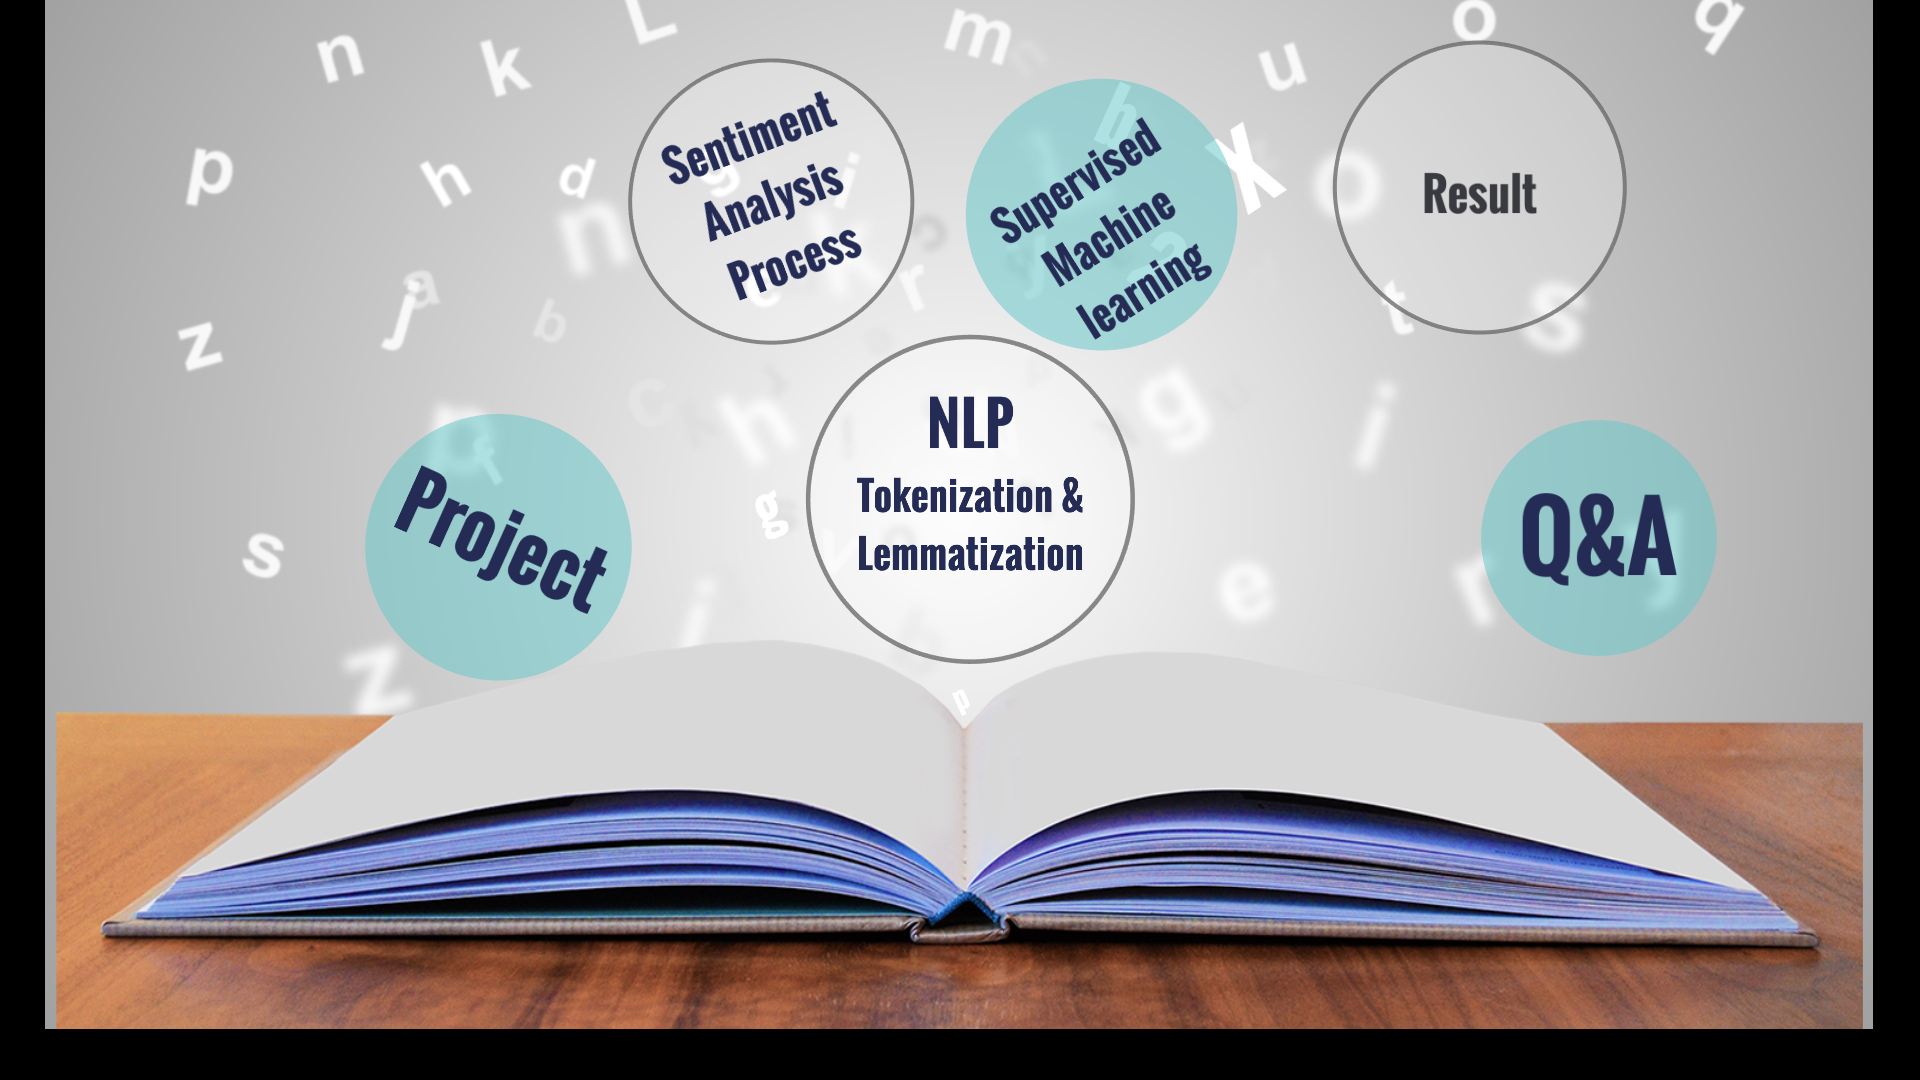 Sentiment
Analysis
Process
Supervised
Machine
learning
Result
NLP
Tokenization &
Lemmatization
Project
Q&A